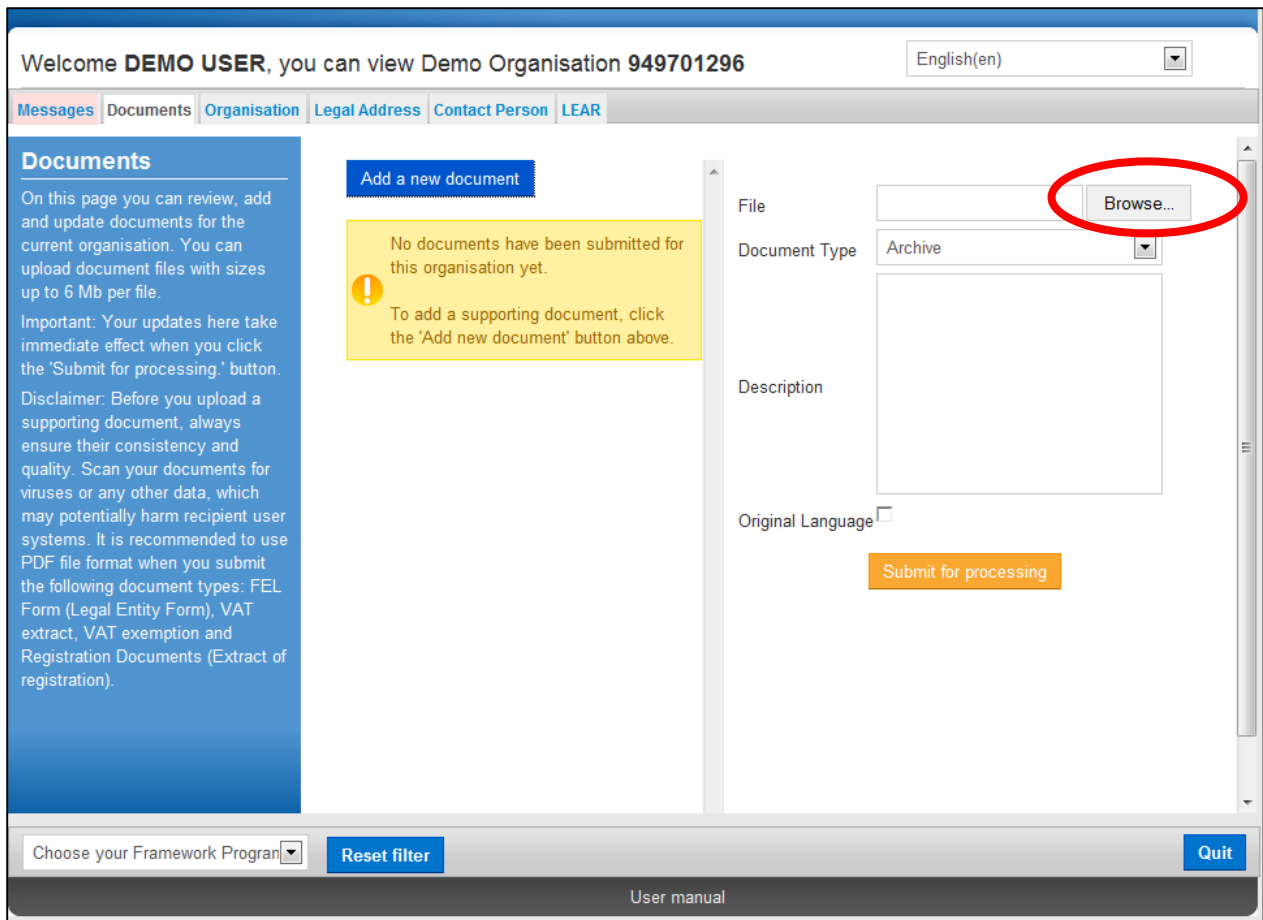 Welcome DEMO USER, you can view Demo Organisation 949701296
English(en)
Messages Documents Organisation Legal Address Contact Person LEAR
Documents
On this page you can review, add
and update documents for the
current organisation. You can
upload document files with sizes
up to 6 Mb per file.
Important: Your updates here take
immediate effect when you click
the 'Submit for processing.' button.
Disclaimer: Before you upload a
supporting document, always
ensure their consistency and
quality. Scan your documents for
viruses or any other data, which
may potentially harm recipient user
systems. It is recommended to use
PDF file format when you submit
the following document types: FEL
Form (Legal Entity Form), VAT
extract, VAT exemption and
Registration Documents (Extract of
registration).
Add a new document
No documents have been submitted for
this organisation yet.
To add a supporting document, click
the 'Add new document' button above.
File
Browse...
Document Type
Archive
Description
Original Language
Submit for processing
Choose your Framework Progran
Reset filter
Quit
User manual